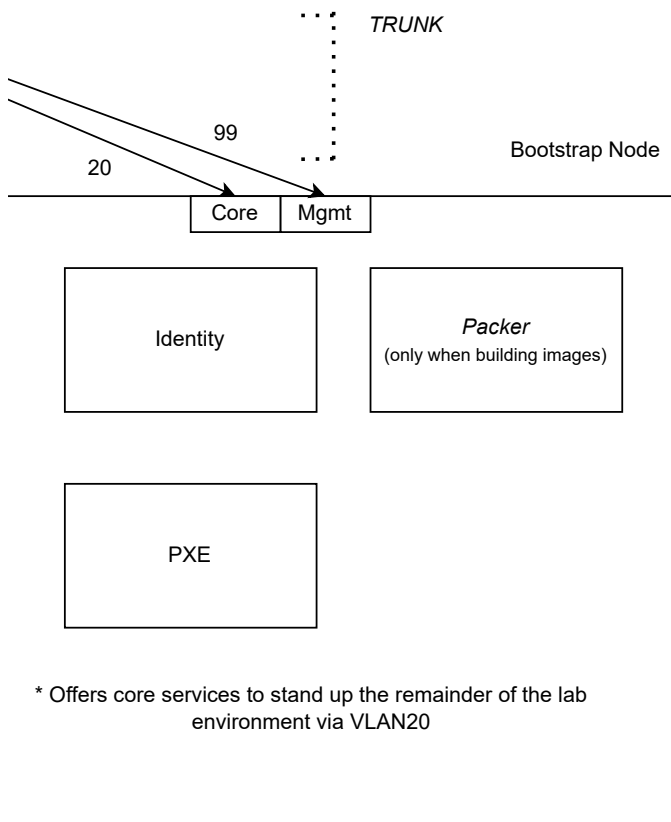 TRUNK
99
Bootstrap Node
20
Core
Mgmt
Identity
Packer
(only when building images)
PXE
* Offers core services to stand up the remainder of the lab
environment via VLAN20